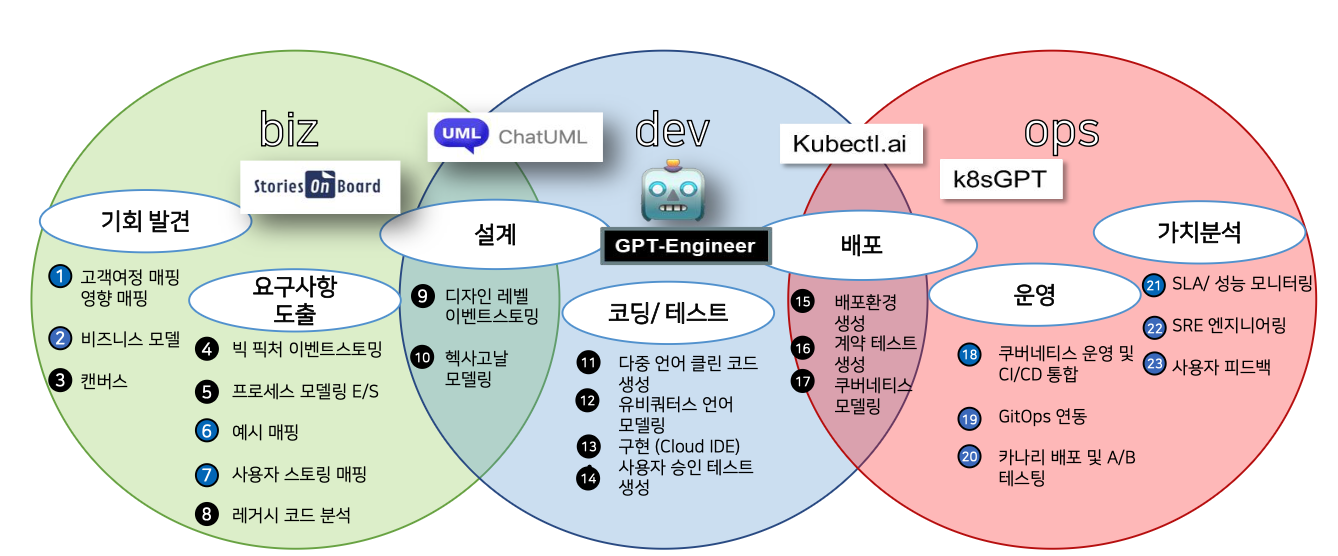 biz
dev
ops
UML ChatUML
Kubectl.ai
Stories On Board
k8sGPT
GPT-Engineer
기회 발견
1 고객여정 매핑
영향 매핑
2 비즈니스 모델
3 캔버스
요구사항
도출
4 빅 픽처 이벤트스토밍
5 프로세스 모델링 E/S
6 예시 매핑
7 사용자 스토링 매핑
8 레거시 코드 분석
설계
9 디자인 레벨
이벤트스토밍
10 헥사고날
모델링
코딩/ 테스트
11 다중 언어 클린 코드
생성
12 유비쿼터스 언어
모델링
13 구현 (Cloud IDE)
14 사용자 승인 테스트
생성
배포
15 배포환경
생성
16 계약 테스트
생성
17 쿠버네티스
모델링
운영
18 쿠버네티스 운영 및
CI/CD 통합
19 GitOps 연동
20 카나리 배포 및 A/B
테스팅
가치분석
21 SLA/ 성능 모니터링
22 SRE 엔지니어링
23 사용자 피드백